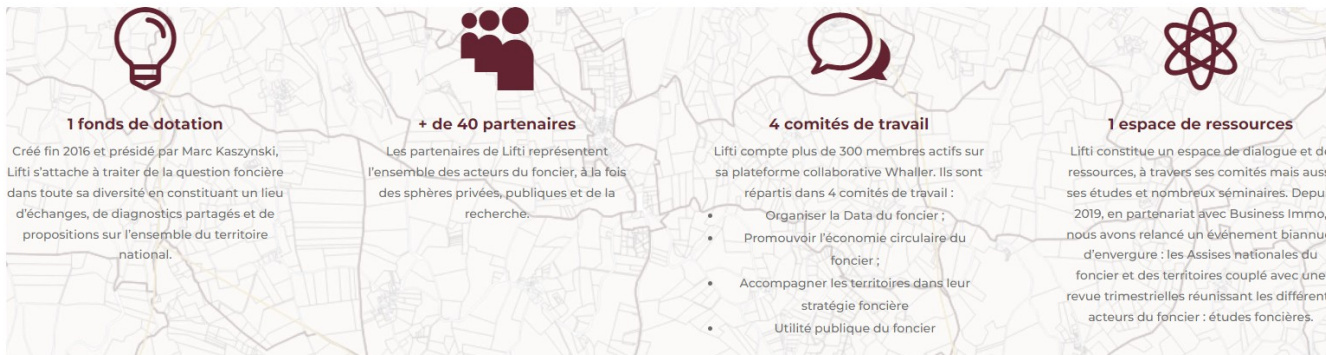 1 fonds de dotation
Créé fin 2016 et présidé par Marc Kaszynski,
Lifti s'attache à traiter de la question foncière
dans toute sa diversité en constituant un lieu
d'échanges, de diagnostics partagés et de
propositions sur l'ensemble du territoire
national.
+ de 40 partenaires
Les partenaires de Lifti représentent
l'ensemble des acteurs du foncier, à la fois
des sphères privées, publiques et de la
recherche.
4 comités de travail
Lifti compte plus de 300 membres actifs sur
sa plateforme collaborative Whaller. Ils sont
répartis dans 4 comités de travail :
• Organiser la Data du foncier ;
• Promouvoir l'économie circulaire du
foncier ;
• Accompagner les territoires dans leur
stratégie foncière
• Utilité publique du foncier
1 espace de ressources
Lifti constitue un espace de dialogue et de
ressources, à travers ses comités mais auss
ses études et nombreux séminaires. Depu
2019, en partenariat avec Business Immo,
nous avons relancé un événement biannue
d'envergure : les Assises nationales du
foncier et des territoires couplé avec une
revue trimestrielles réunissant les différent
acteurs du foncier : études foncières.